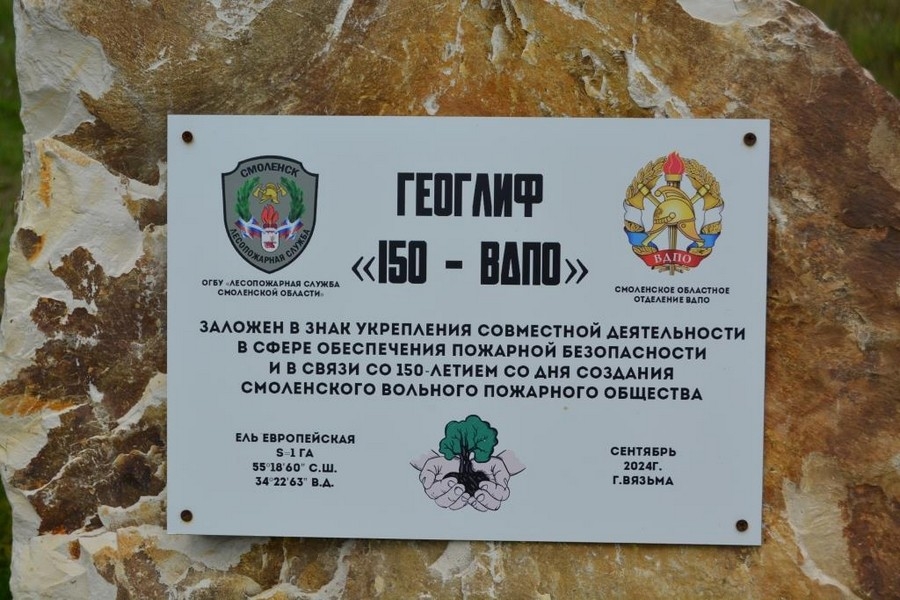 СМОЛЕНСК
ЛЕСОПОЖАРНАЯ СЛУЖБА
ОГБУ «ЛЕСОПОЖАРНАЯ СЛУЖБА
СМОЛЕНСКОЙ ОБЛАСТИ»
ГЕОГЛИФ
«150 – ВДПО»
ВДПО
СМОЛЕНСКОЕ ОБЛАСТНОЕ
ОТДЕЛЕНИЕ ВДПО
ЗАЛОЖЕН В ЗНАК УКРЕПЛЕНИЯ СОВМЕСТНОЙ ДЕЯТЕЛЬНОСТИ
В СФЕРЕ ОБЕСПЕЧЕНИЯ ПОЖАРНОЙ БЕЗОПАСНОСТИ
И В СВЯЗИ СО 150-ЛЕТИЕМ СО ДНЯ СОЗДАНИЯ
СМОЛЕНСКОГО ВОЛЬНОГО ПОЖАРНОГО ОБЩЕСТВА
ЕЛЬ ЕВРОПЕЙСКАЯ
S=1 ГА
55°18'60" С.Ш.
34°22'63" В.Д.
СЕНТЯБРЬ
2024Г.
Г.ВЯЗЬМА